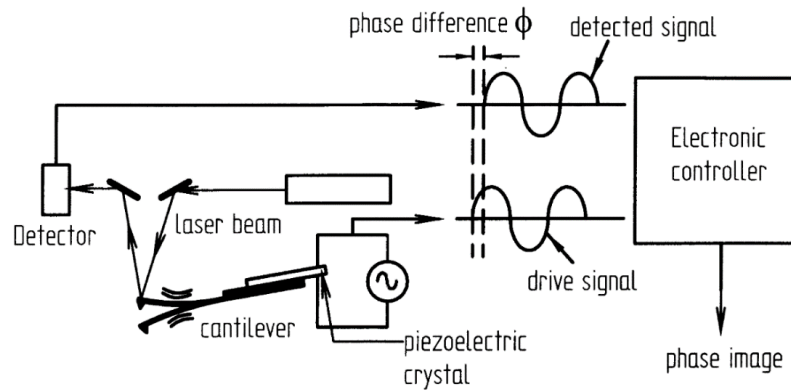 phase difference ϕ
detected signal
Electronic
controller
Detector
laser beam
drive signal
cantilever
piezoelectric
crystal
phase image